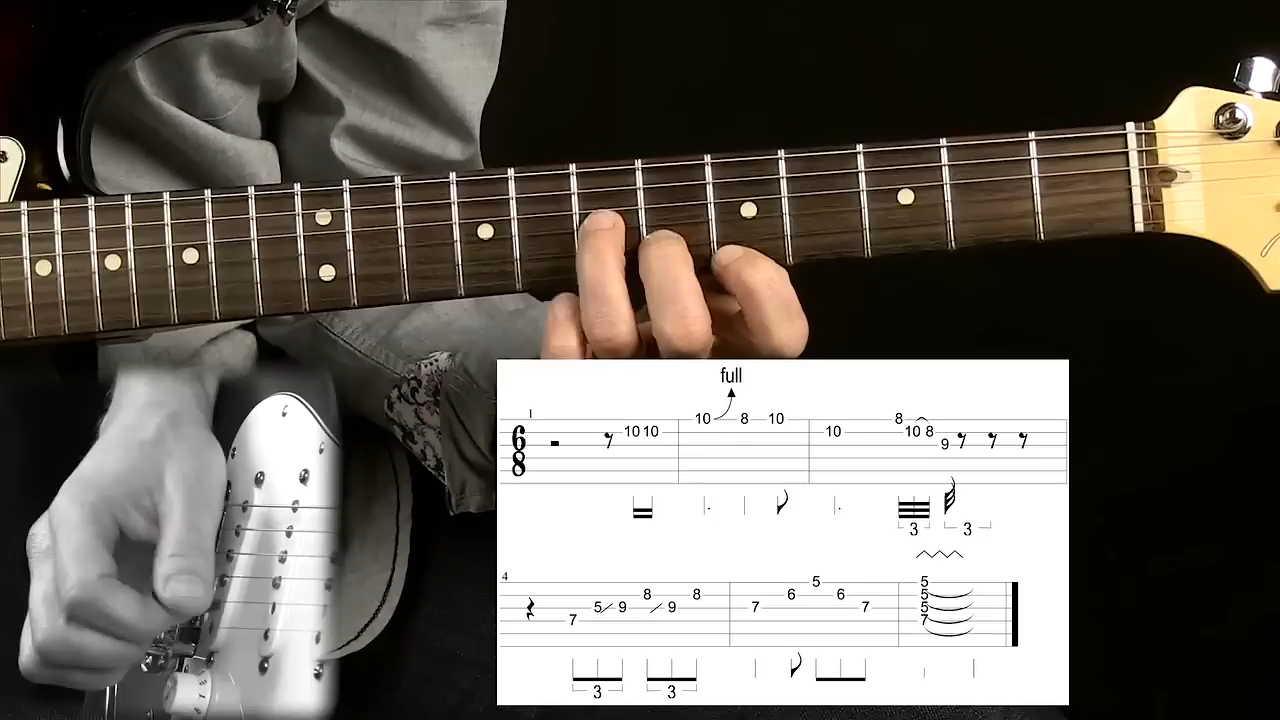 full
1
10 8 10 8
6 10 10 10 10 8
8 9
3 3
4 5 5
8 6 6 5
5 9 9 8 7 7 5
7 7
3 3